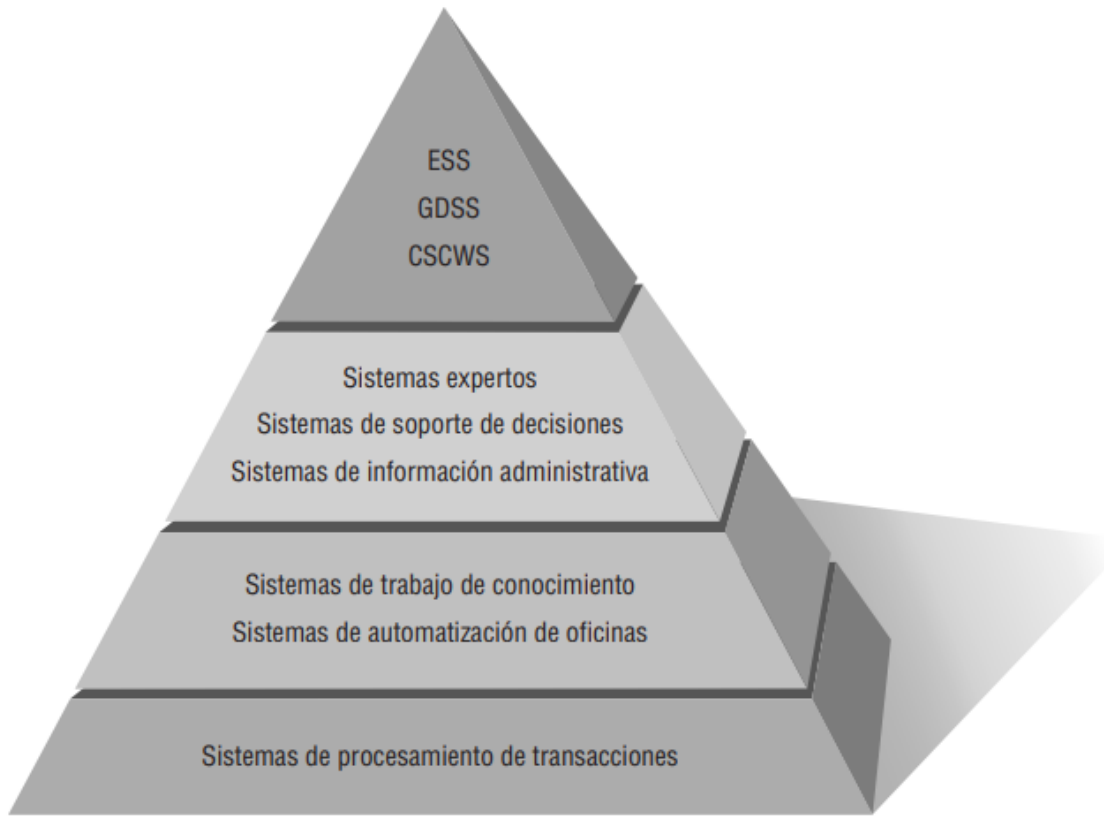 ESS
GDSS
CSCWS
Sistemas expertos
Sistemas de soporte de decisiones
Sistemas de información administrativa
Sistemas de trabajo de conocimiento
Sistemas de automatización de oficinas
Sistemas de procesamiento de transacciones